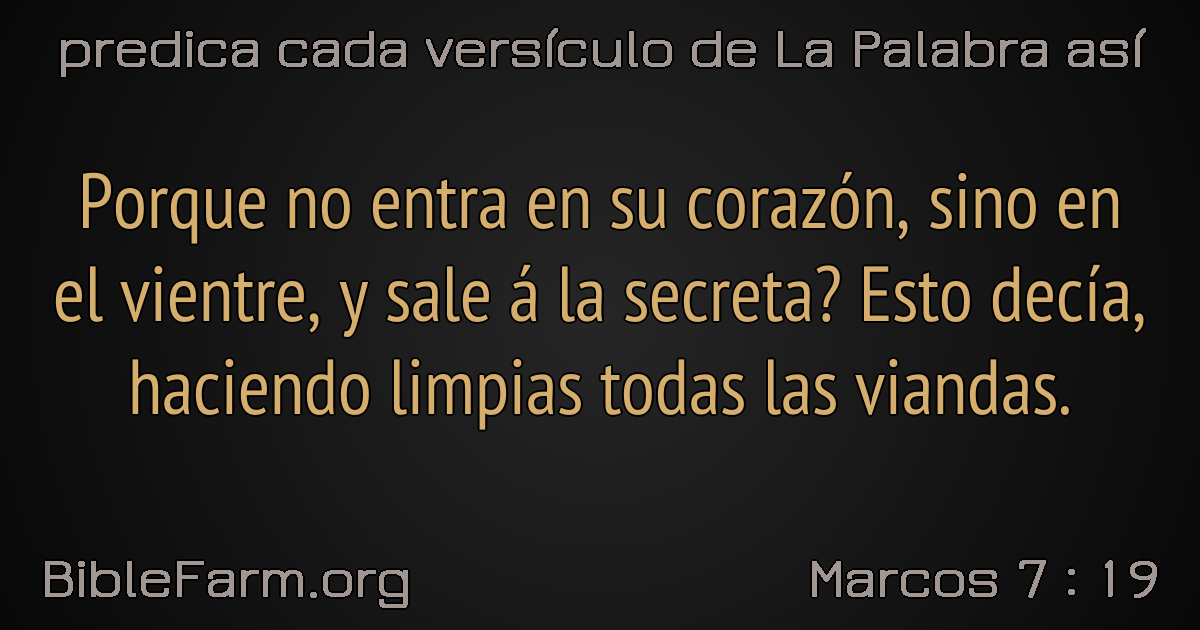 predica cada versículo de La Palabra así
Porque no entra en su corazón, sino en
el vientre, y sale á la secreta? Esto decía,
haciendo limpias todas las viandas.
BibleFarm.org
Marcos 7 : 19